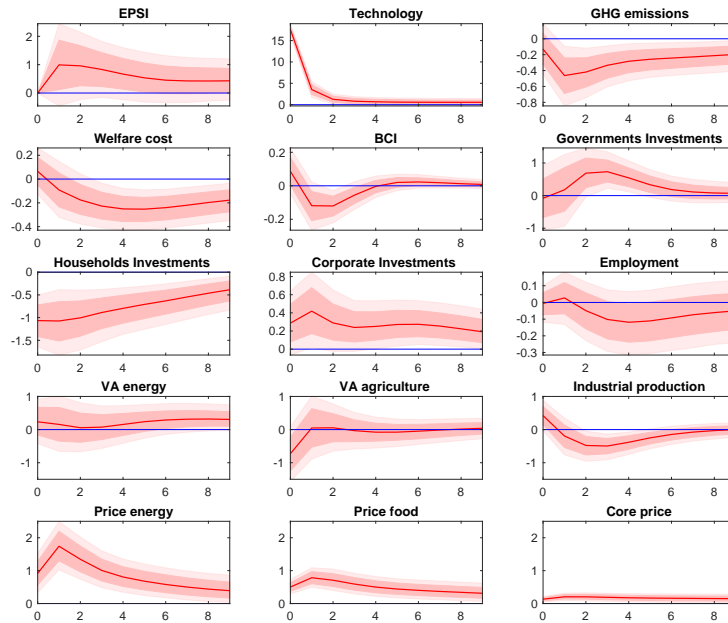 EPSI Technology GHG emissions
2 15 0
1 10 -0.2
5 -0.4
0 0 -0.6
-0.8
0 2 4 6 8 0 2 4 6 8 0 2 4 6 8
Welfare cost BCI Governments Investments
0.2 0.2 1
0 0 0
-0.2 -0.2 -1
-0.4
0 2 4 6 8 0 2 4 6 8 0 2 4 6 8
Households Investments Corporate Investments Employment
0 0.8 0.1
-0.5 0.6 0
-1 0.4 -0.1
-1.5 0.2 -0.2
0 -0.3
0 2 4 6 8 0 2 4 6 8 0 2 4 6 8
VA energy VA agriculture Industrial production
1 1 1
0 0 0
-1 -1 -1
0 2 4 6 8 0 2 4 6 8 0 2 4 6 8
Price energy Price food Core price
2 2 2
1 1 1
0 0 0
0 2 4 6 8 0 2 4 6 8 0 2 4 6 8